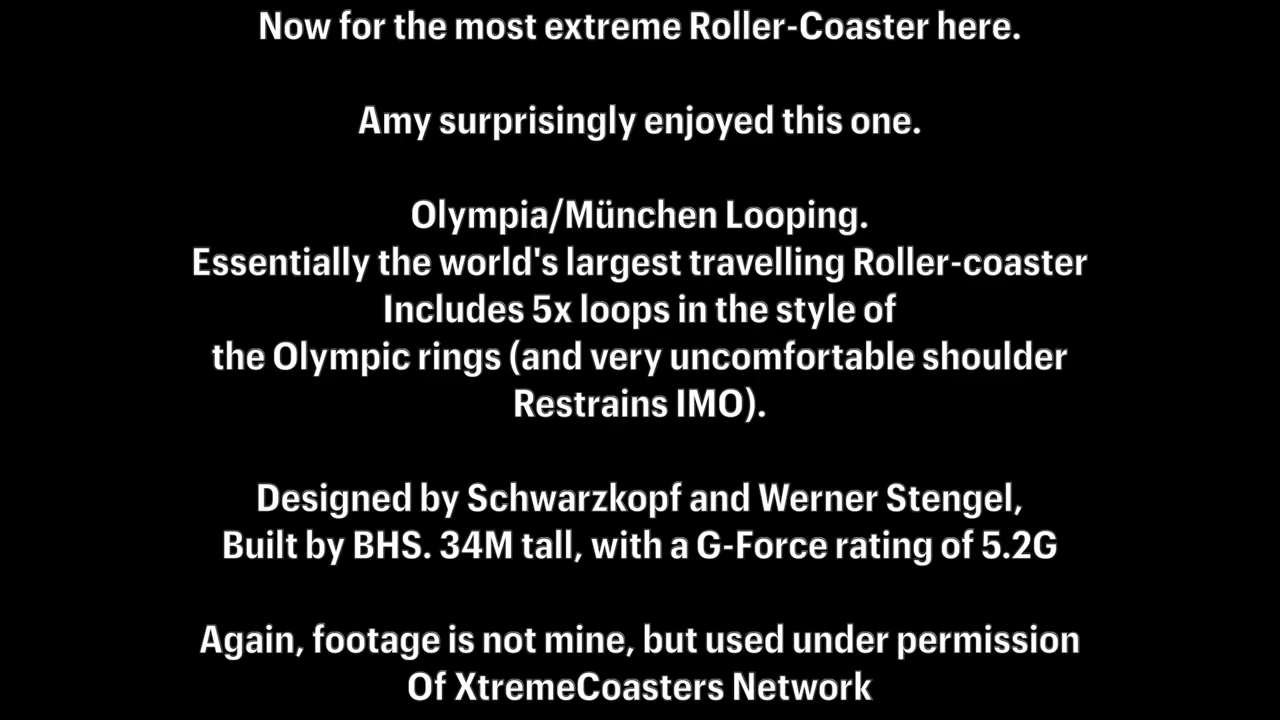 Now for the most extreme Roller-Coaster here.
Amy surprisingly enjoyed this one.
Olympia/München Looping.
Essentially the world's largest travelling Roller-coaster
Includes 5x loops in the style of
the Olympic rings (and very uncomfortable shoulder
Restrains IMO).
Designed by Schwarzkopf and Werner Stengel,
Built by BHS. 34M tall, with a G-Force rating of 5.2G
Again, footage is not mine, but used under permission
Of XtremeCoasters Network